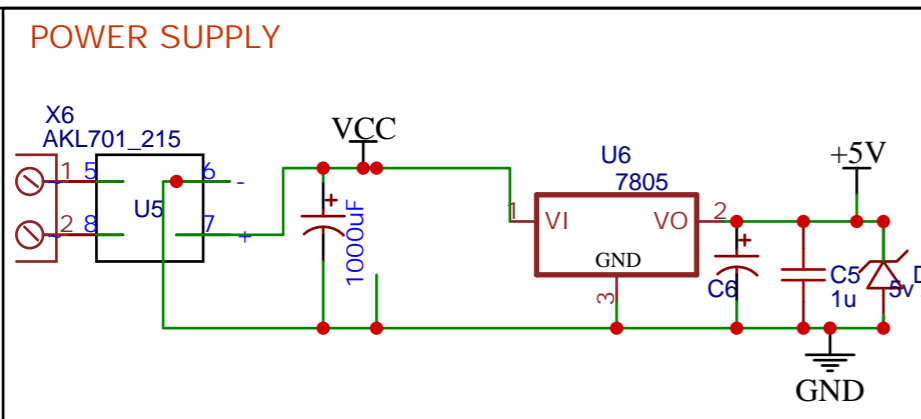 POWER SUPPLY
X6
AKL701_215
1 5
2 8
U5
6 -
7 +
VCC
+
1000uF
U6
7805
1
VI
VO
2
GND
3
+
C6
C5
1u
+5V
D
5v
GND